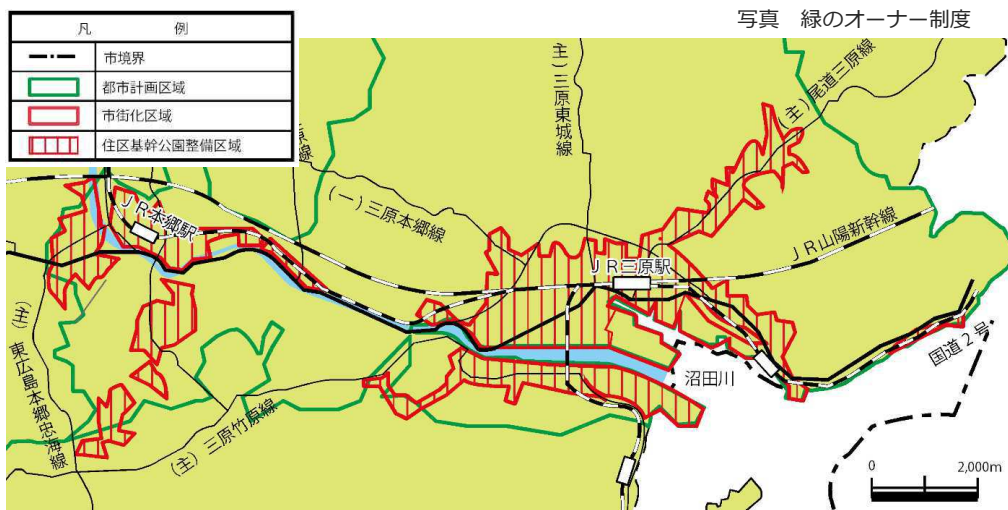 写真　緑のオーナー制度
凡　例
市境界
都市計画区域
市街化区域
住区基幹公園整備区域
主）三原東城線
（主）尾道三原線
原線
（一）三原本郷線
ＪＲ本郷駅
ＪＲ山陽新幹線
ＪＲ三原駅
（主）東広島本郷忠海線
（主）三原竹原線
沼田川
国道２号
0　2,000m